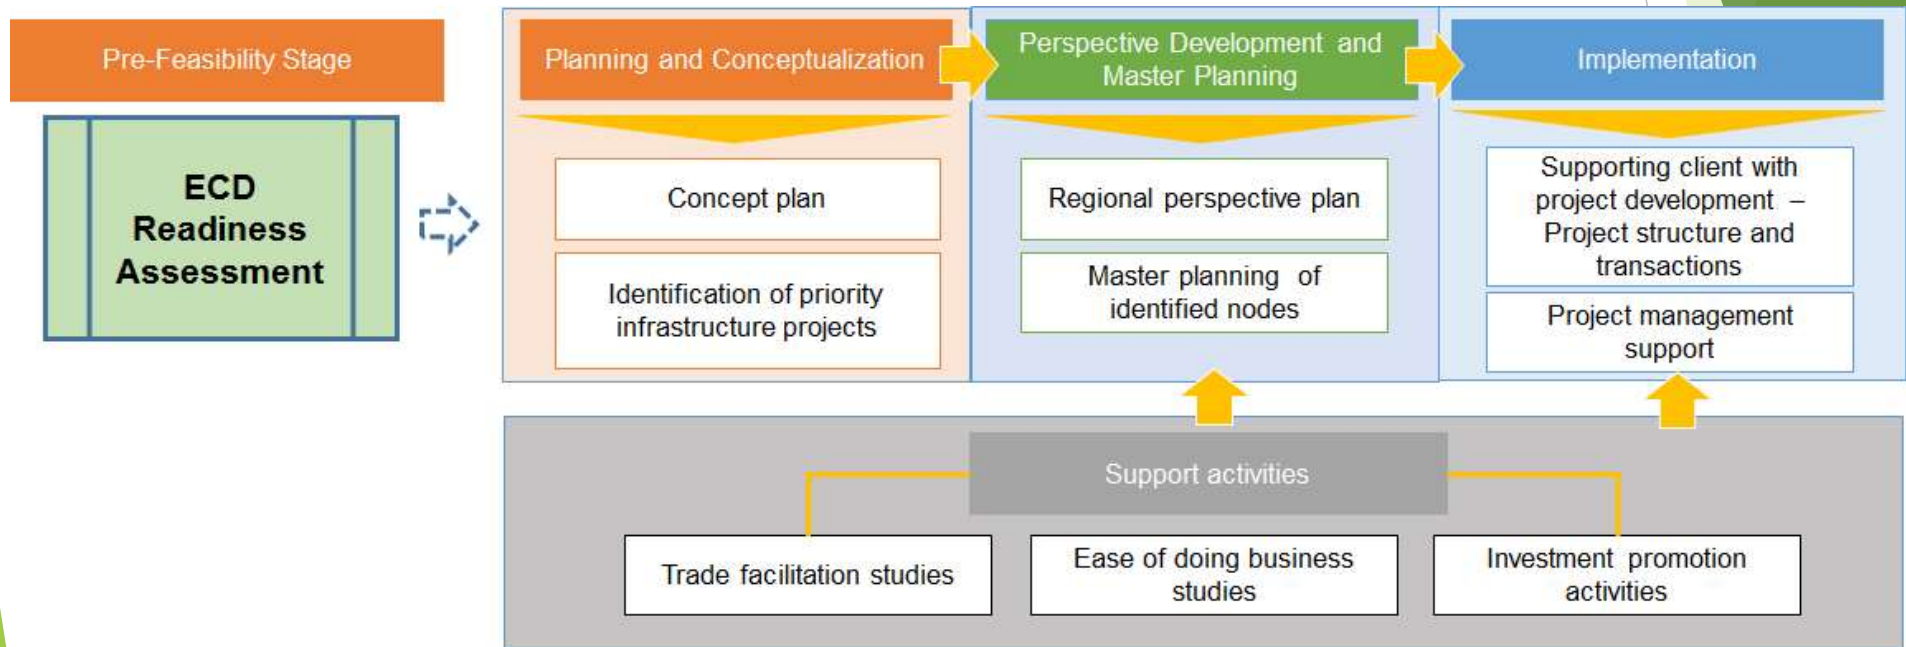 Pre-Feasibility Stage
ECD
Readiness
Assessment
Planning and Conceptualization
Concept plan
Identification of priority
infrastructure projects
Perspective Development and
Master Planning
Regional perspective plan
Master planning of
identified nodes
Implementation
Supporting client with
project development –
Project structure and
transactions
Project management
support
Support activities
Trade facilitation studies
Ease of doing business
studies
Investment promotion
activities